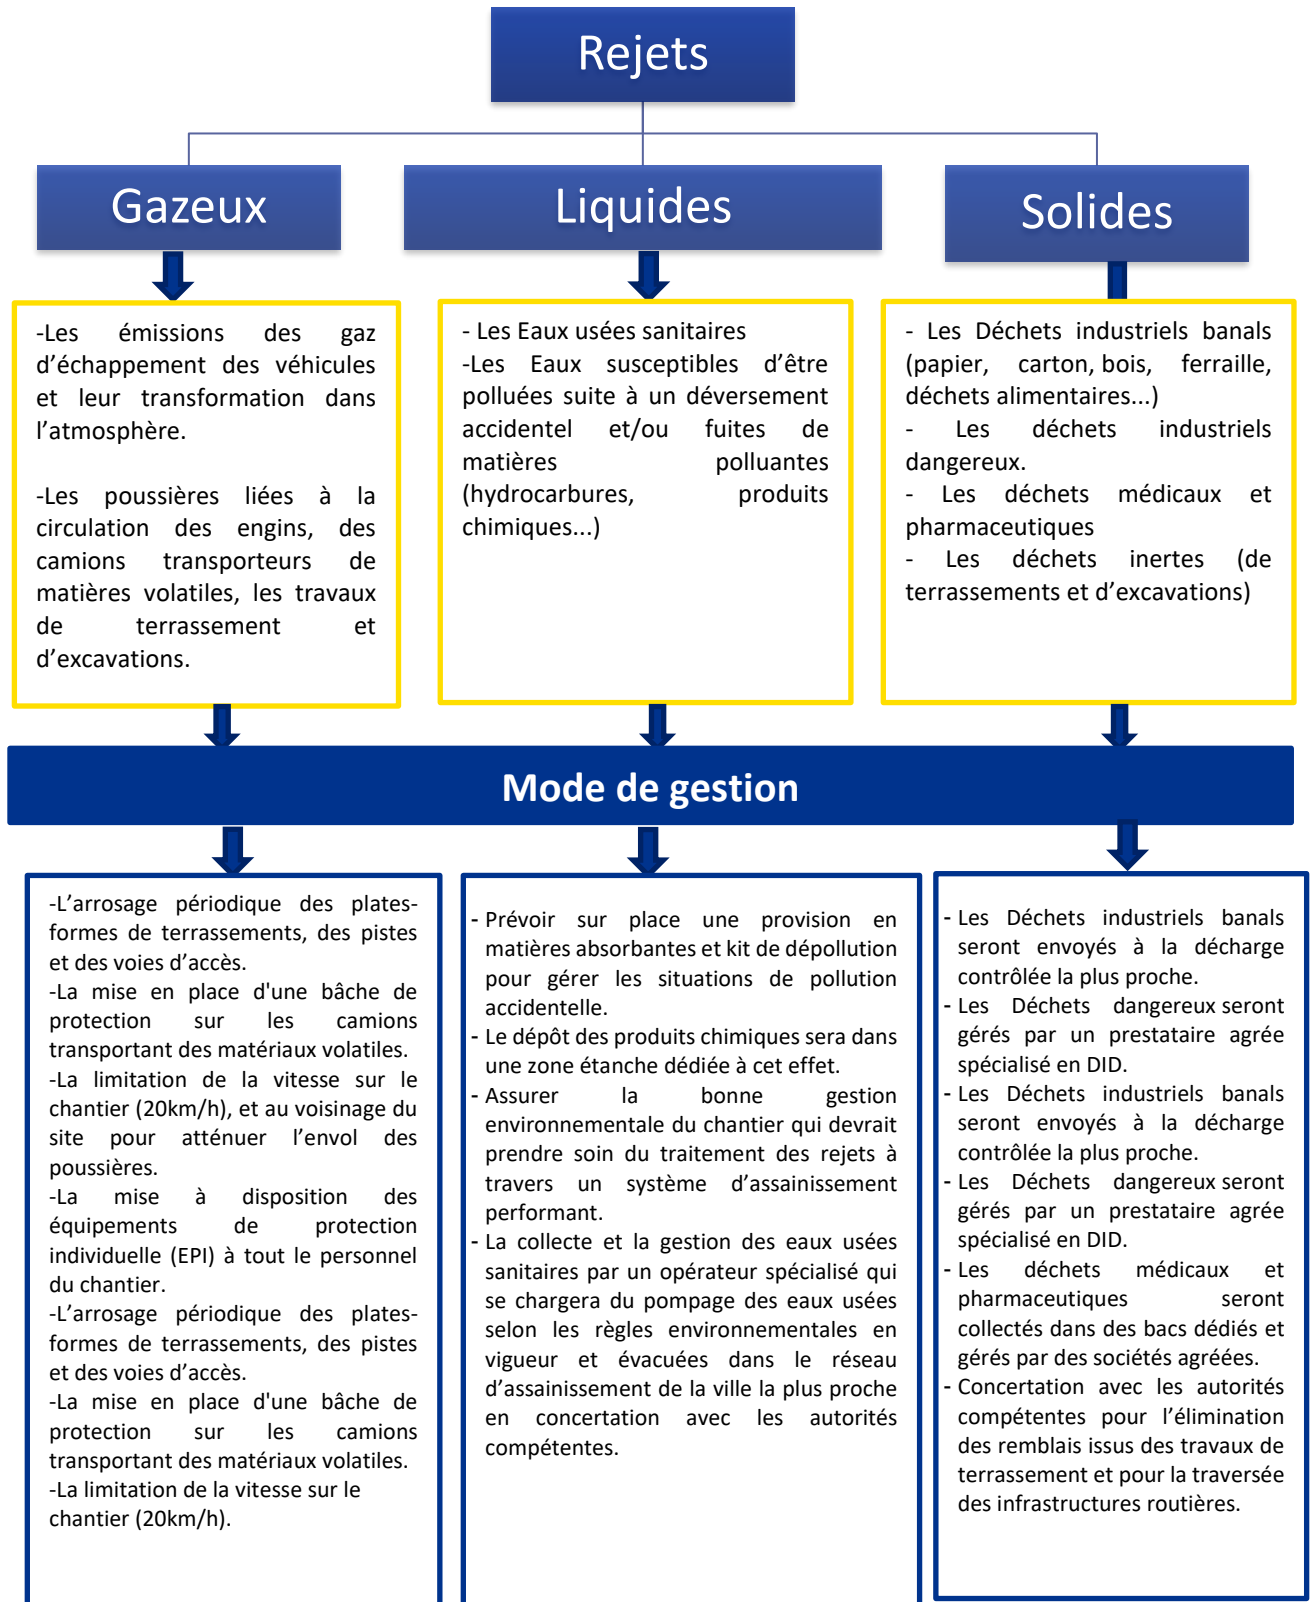 Rejets
Gazeux
Liquides
Solides
-Les émissions des gaz
d’échappement des véhicules
et leur transformation dans
l’atmosphère.
-Les poussières liées à la
circulation des engins, des
camions transporteurs de
matières volatiles, les travaux
de terrassement et
d’excavations.
- Les Eaux usées sanitaires
-Les Eaux susceptibles d’être
polluées suite à un déversement
accidentel et/ou fuites de
matières polluantes
(hydrocarbures, produits
chimiques...)
- Les Déchets industriels banals
(papier, carton, bois, ferraille,
déchets alimentaires...)
- Les déchets industriels
dangereux.
- Les déchets médicaux et
pharmaceutiques
- Les déchets inertes (de
terrassements et d’excavations)
Mode de gestion
-L’arrosage périodique des plates-
formes de terrassements, des pistes
et des voies d’accès.
-La mise en place d'une bâche de
protection sur les camions
transportant des matériaux volatiles.
-La limitation de la vitesse sur le
chantier (20km/h), et au voisinage du
site pour atténuer l’envol des
poussières.
-La mise à disposition des
équipements de protection
individuelle (EPI) à tout le personnel
du chantier.
-L’arrosage périodique des plates-
formes de terrassements, des pistes
et des voies d’accès.
-La mise en place d'une bâche de
protection sur les camions
transportant des matériaux volatiles.
-La limitation de la vitesse sur le
chantier (20km/h).
- Prévoir sur place une provision en
matières absorbantes et kit de dépollution
pour gérer les situations de pollution
accidentelle.
- Le dépôt des produits chimiques sera dans
une zone étanche dédiée à cet effet.
- Assurer la bonne gestion
environnementale du chantier qui devrait
prendre soin du traitement des rejets à
travers un système d’assainissement
performant.
- La collecte et la gestion des eaux usées
sanitaires par un opérateur spécialisé qui
se chargera du pompage des eaux usées
selon les règles environnementales en
vigueur et évacuées dans le réseau
d’assainissement de la ville la plus proche
en concertation avec les autorités
compétentes.
- Les Déchets industriels banals
seront envoyés à la décharge
contrôlée la plus proche.
- Les Déchets dangereux seront
gérés par un prestataire agrée
spécialisé en DID.
- Les Déchets industriels banals
seront envoyés à la décharge
contrôlée la plus proche.
- Les Déchets dangereux seront
gérés par un prestataire agrée
spécialisé en DID.
- Les déchets médicaux et
pharmaceutiques seront
collectés dans des bacs dédiés et
gérés par des sociétés agréées.
- Concertation avec les autorités
compétentes pour l’élimination
des remblais issus des travaux de
terrassement et pour la traversée
des infrastructures routières.